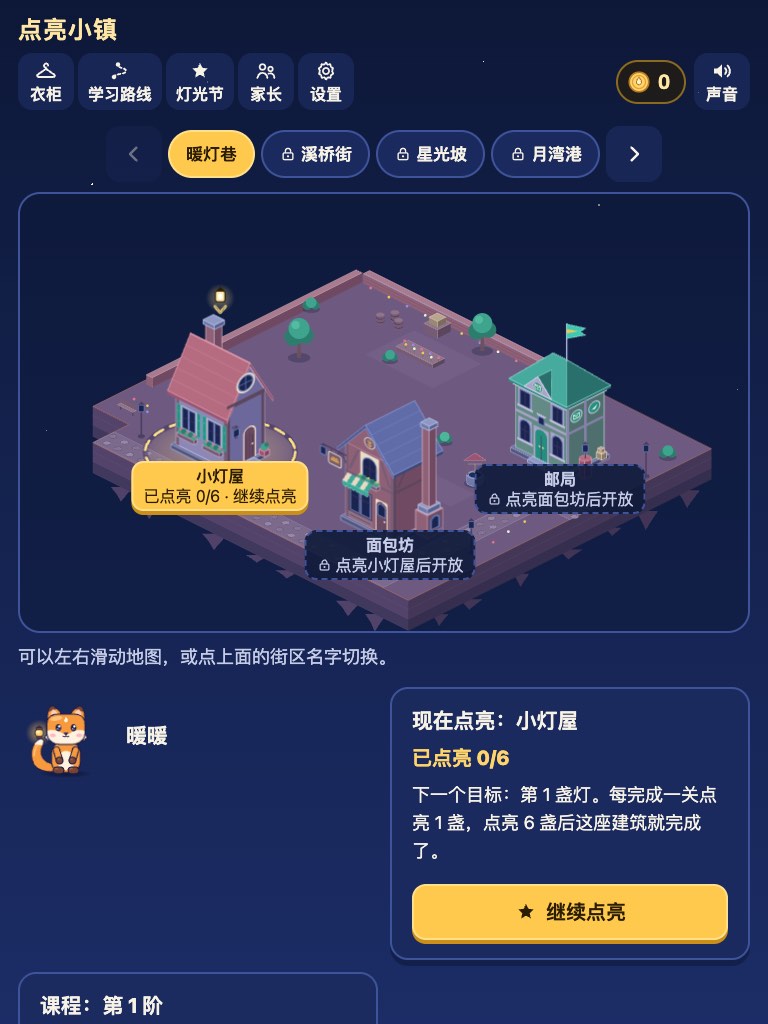 点亮小镇
衣柜
学习路线
灯光节
家长
设置
0
声音
暖灯巷
溪桥街
星光坡
月湾港
小灯屋
已点亮 0/6 · 继续点亮
邮局
点亮面包坊后开放
面包坊
点亮小灯屋后开放
可以左右滑动地图，或点上面的街区名字切换。
暖暖
现在点亮：小灯屋
已点亮 0/6
下一个目标：第 1 盏灯。每完成一关点
亮 1 盏，点亮 6 盏后这座建筑就完成
了。
继续点亮
课程：第 1 阶